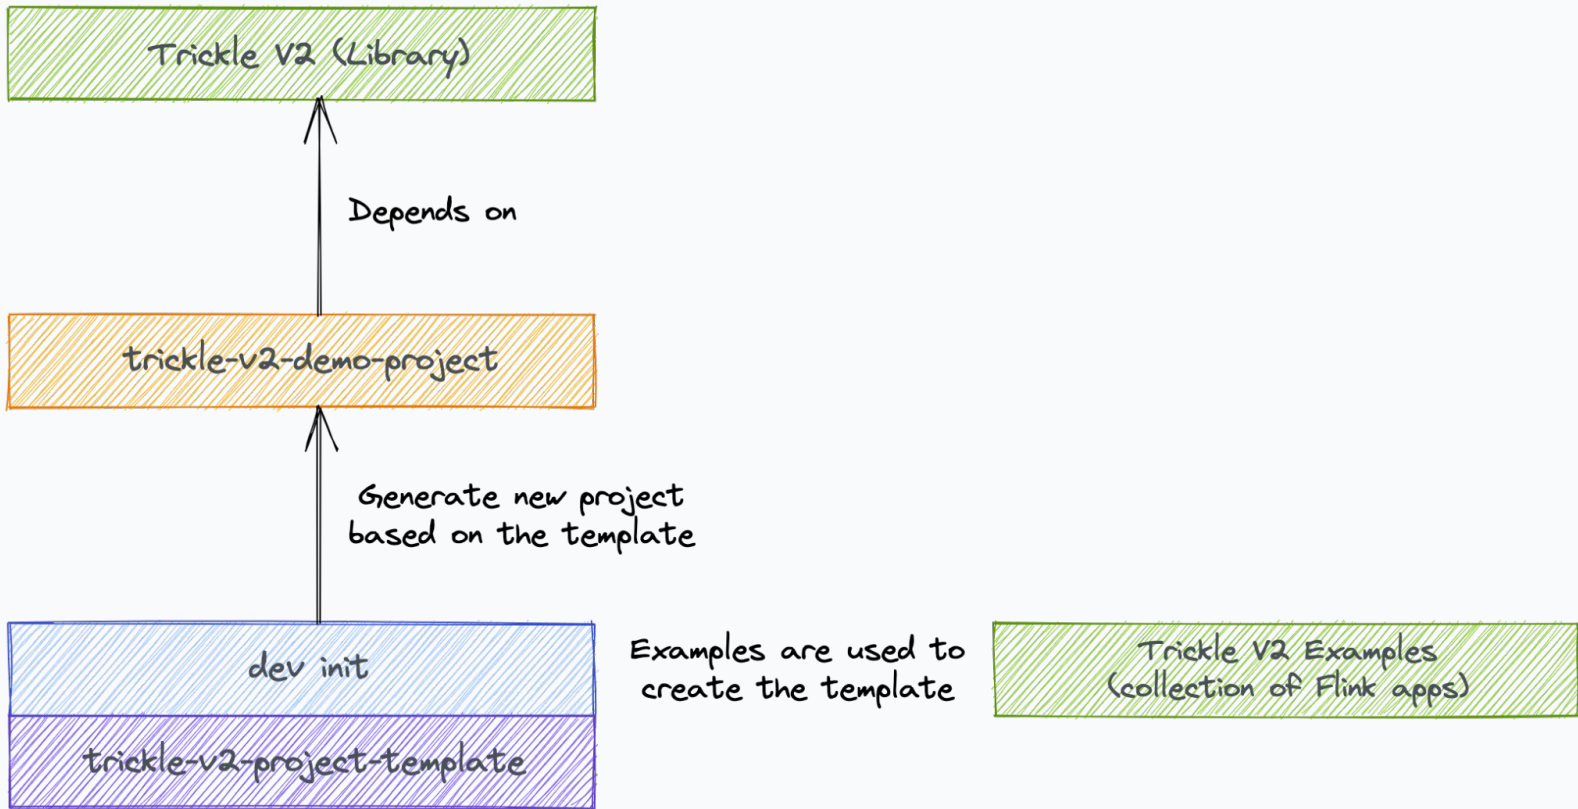 Trickle V2 (Library)
Depends on
trickle-v2-demo-project
Generate new project
based on the template
dev init
trickle-v2-project-template
Examples are used to
create the template
Trickle V2 Examples
(collection of Flink apps)